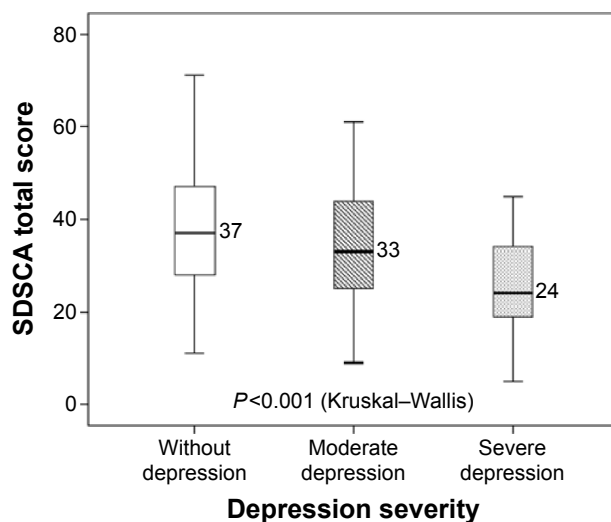 SDSCA total score
80
60
40
20
0
37
33
24
P<0.001 (Kruskal–Wallis)
Without
depression
Moderate
depression
Severe
depression
Depression severity